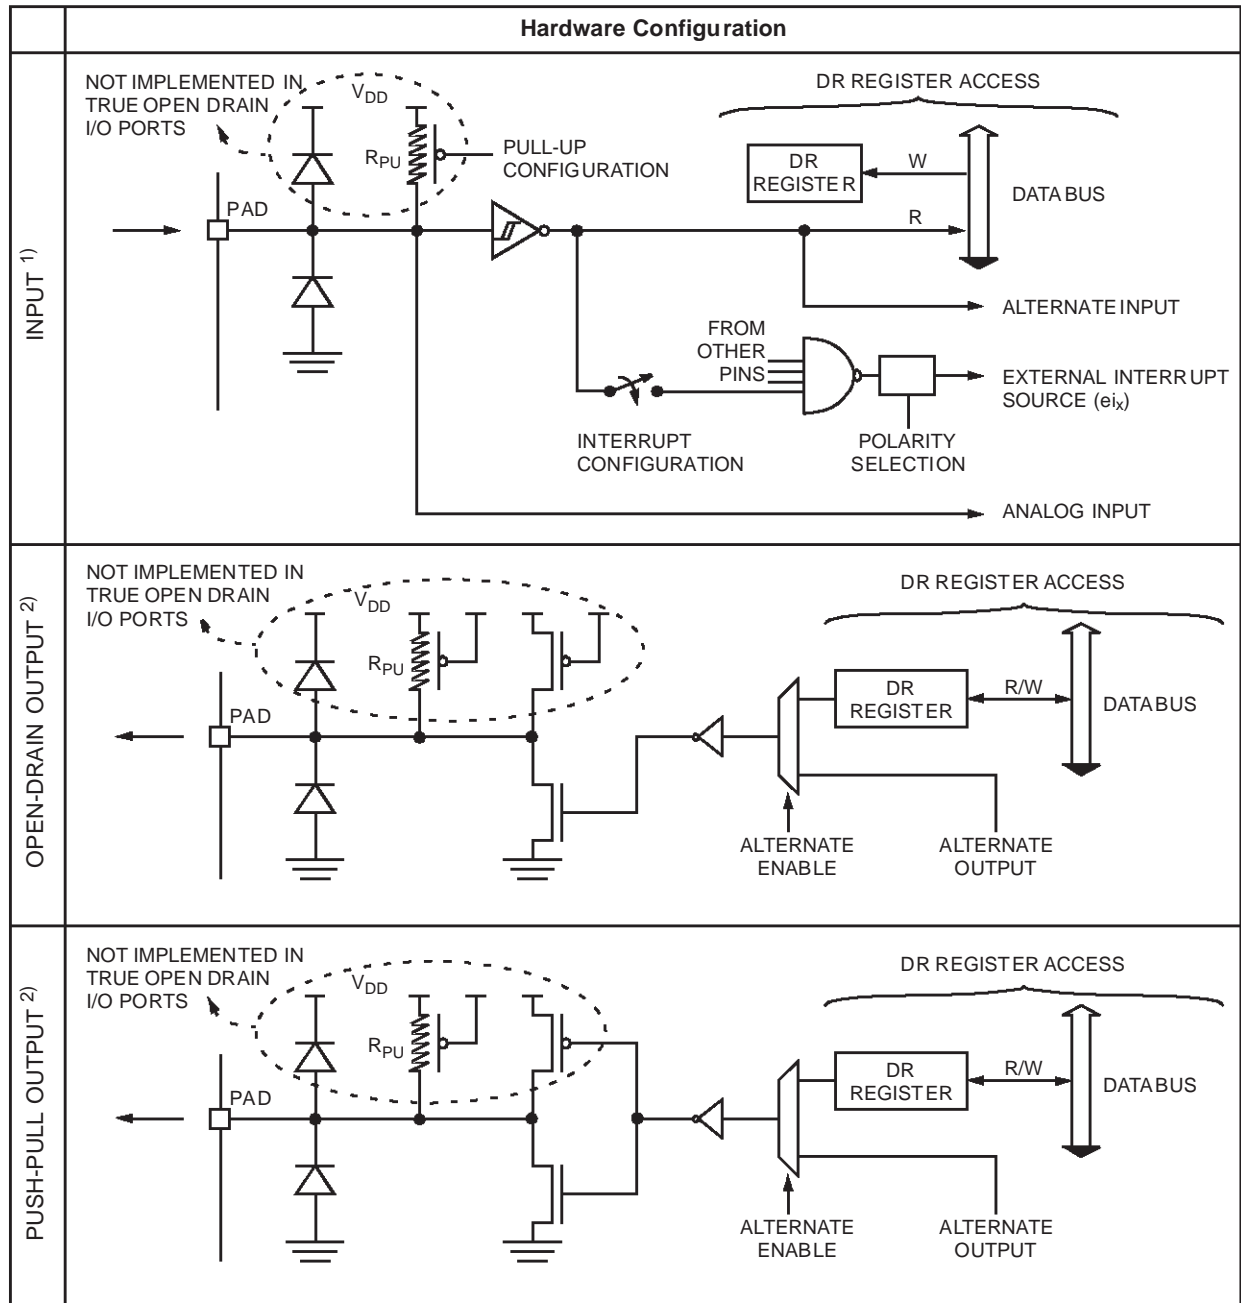 Hardware Configuration
INPUT 1)
NOT IMPLEMENTED IN
TRUE OPEN DRAIN
I/O PORTS
VDD
RPU
PULL-UP
CONFIGURATION
PAD
DR REGISTER ACCESS
DR
REGISTER
W
R
DATA BUS
ALTERNATE INPUT
FROM
OTHER
PINS
EXTERNAL INTERRUPT
SOURCE (eix)
INTERRUPT
CONFIGURATION
POLARITY
SELECTION
ANALOG INPUT
OPEN-DRAIN OUTPUT 2)
NOT IMPLEMENTED IN
TRUE OPEN DRAIN
I/O PORTS
VDD
RPU
PAD
DR REGISTER ACCESS
DR
REGISTER
R/W
DATA BUS
ALTERNATE
ENABLE
ALTERNATE
OUTPUT
PUSH-PULL OUTPUT 2)
NOT IMPLEMENTED IN
TRUE OPEN DRAIN
I/O PORTS
VDD
RPU
PAD
DR REGISTER ACCESS
DR
REGISTER
R/W
DATA BUS
ALTERNATE
ENABLE
ALTERNATE
OUTPUT